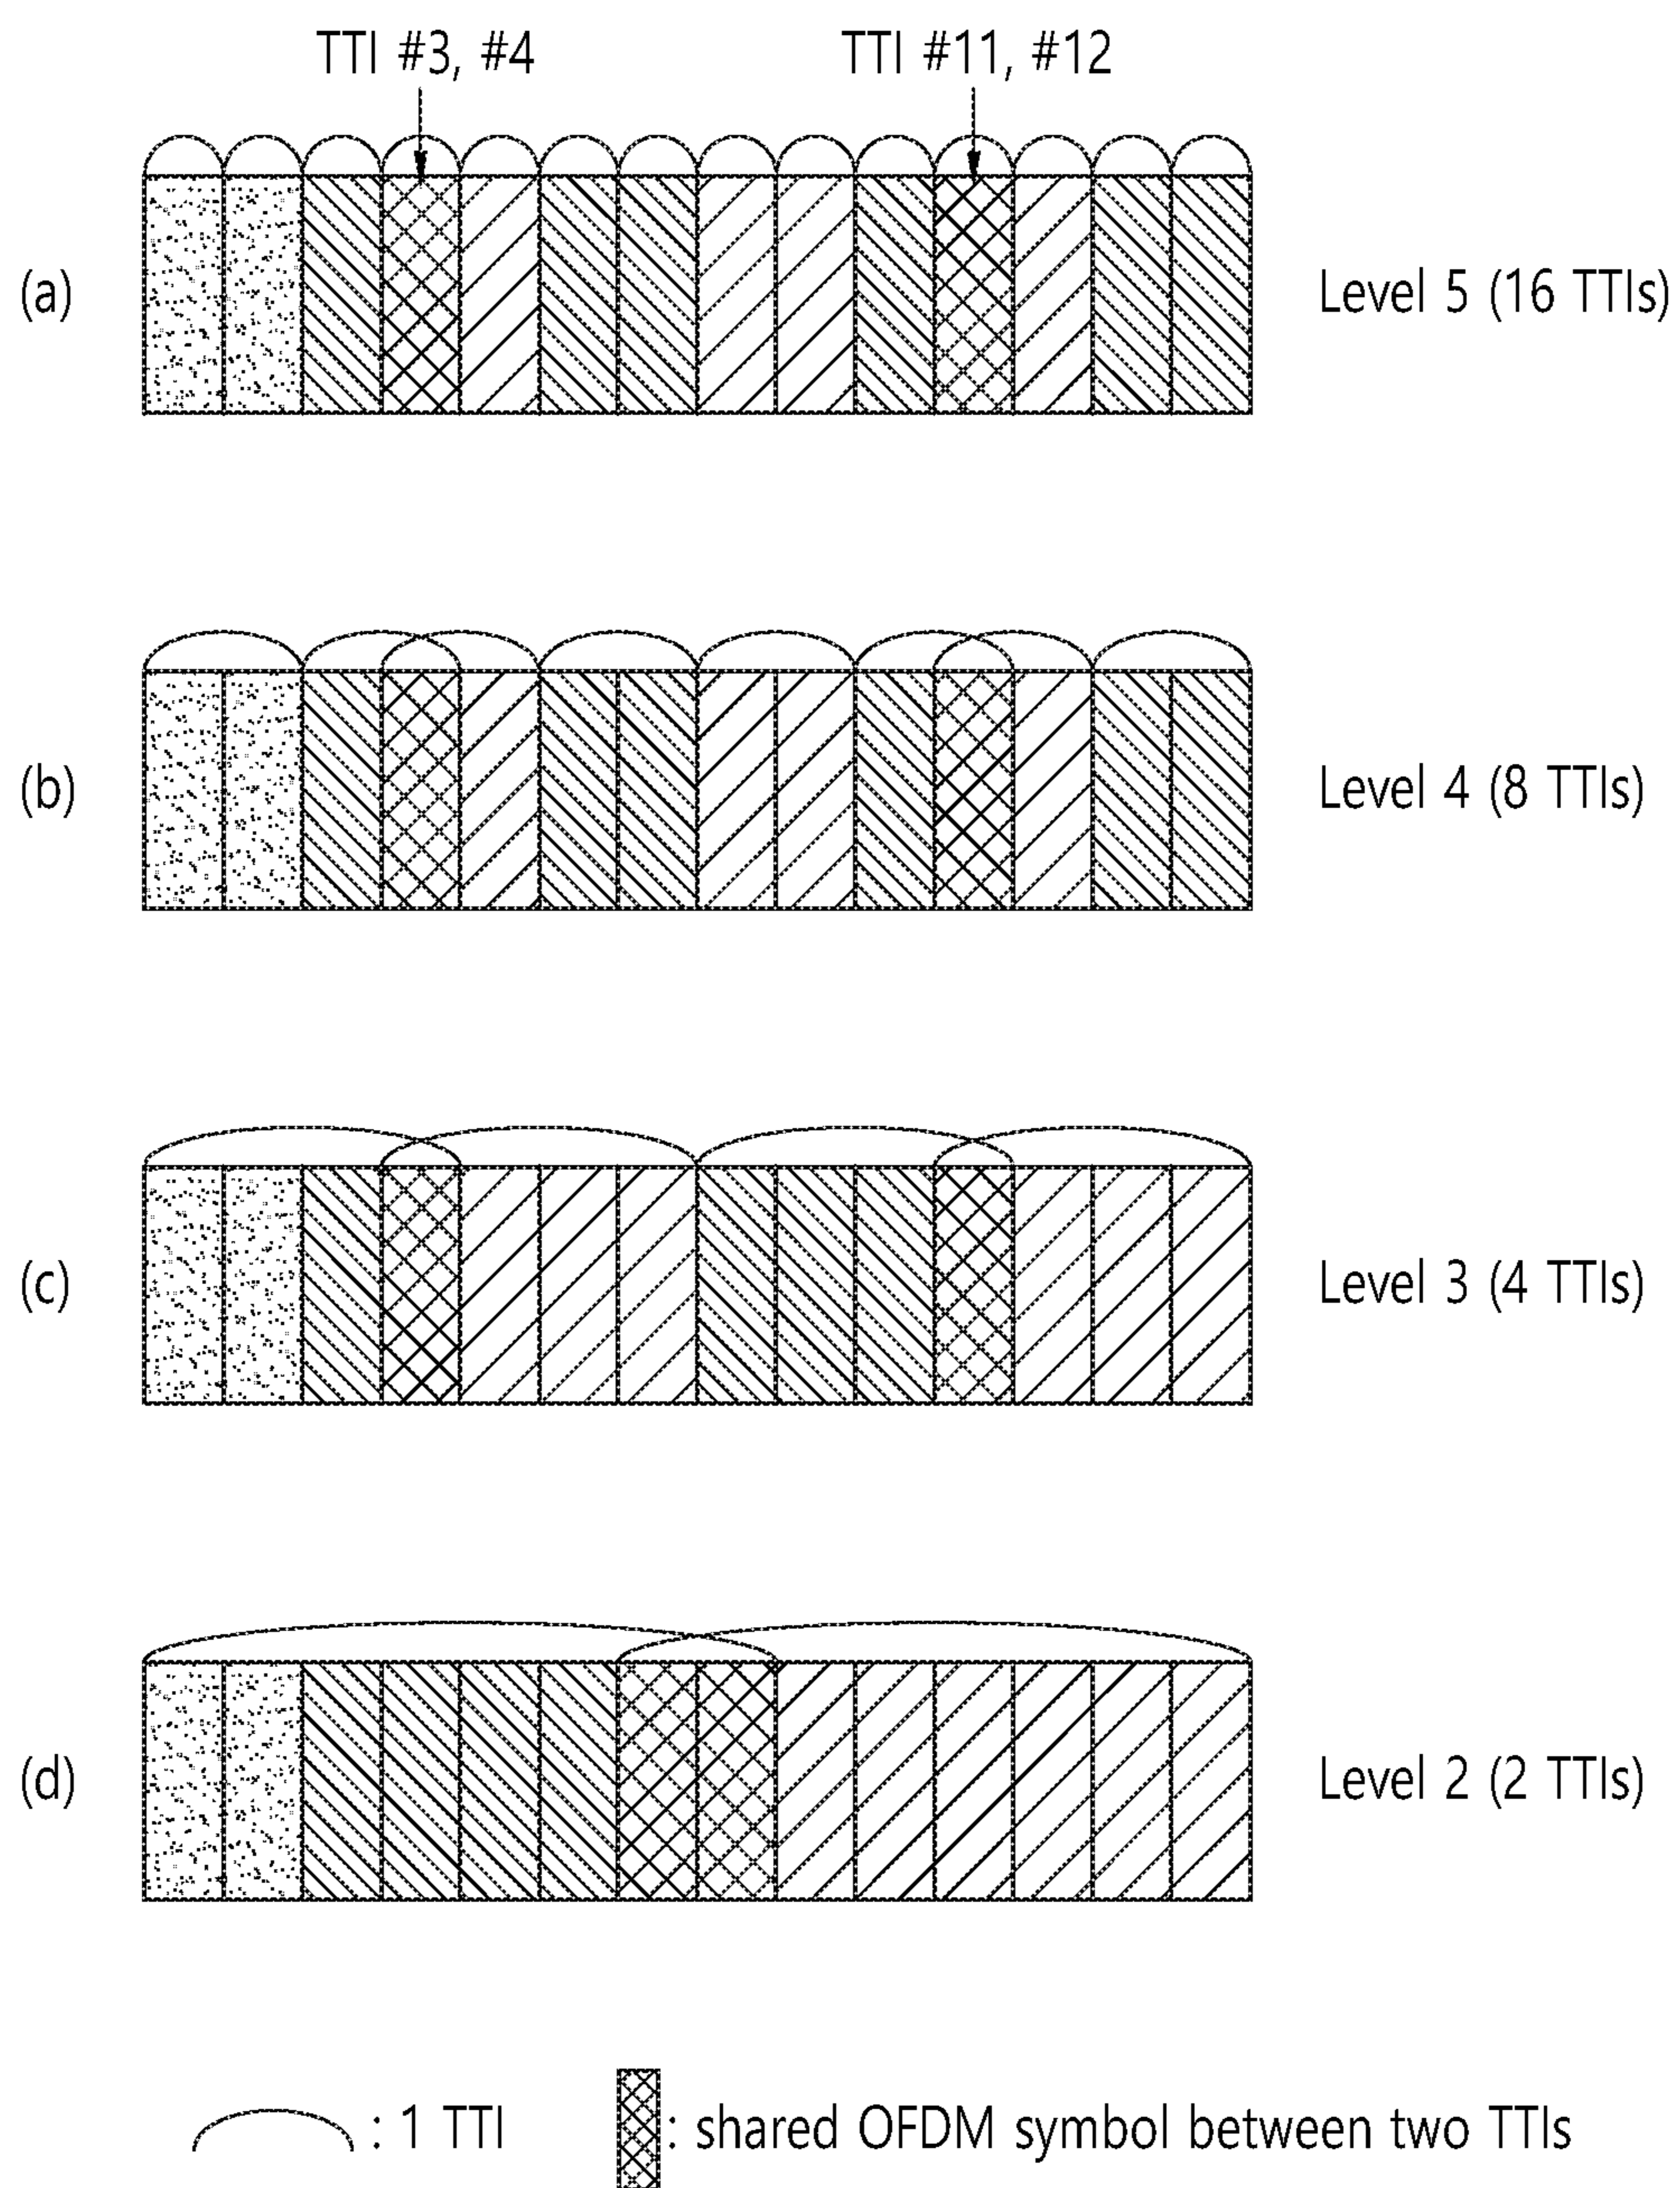 TTI #3, #4
TTI #11, #12
(a)
Level 5 (16 TTIs)
(b)
Level 4 (8 TTIs)
(c)
Level 3 (4 TTIs)
(d)
Level 2 (2 TTIs)
: 1 TTI
: shared OFDM symbol between two TTIs